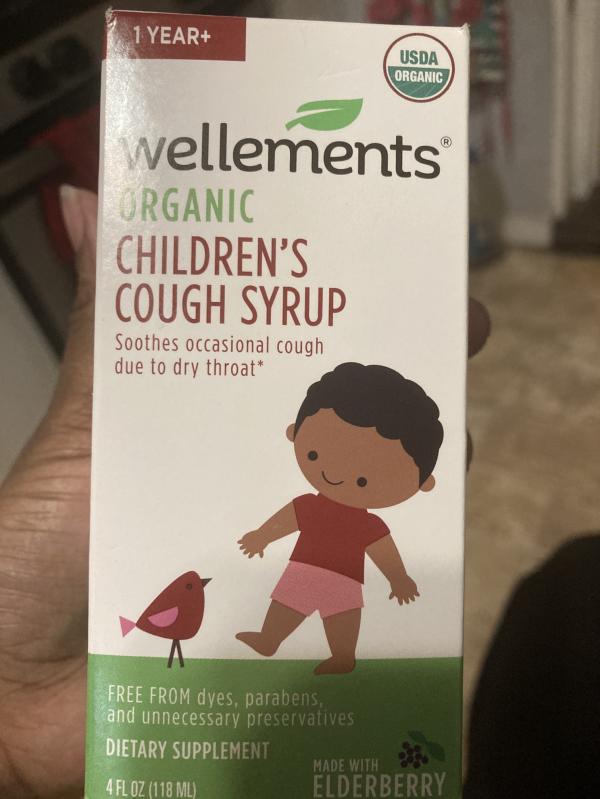 1 YEAR+
USDA
ORGANIC
wellements®
ORGANIC
CHILDREN'S
COUGH SYRUP
Soothes occasional cough
due to dry throat*
FREE FROM dyes, parabens,
and unnecessary preservatives
DIETARY SUPPLEMENT
4 FL OZ (118 ML)
MADE WITH
ELDERBERRY